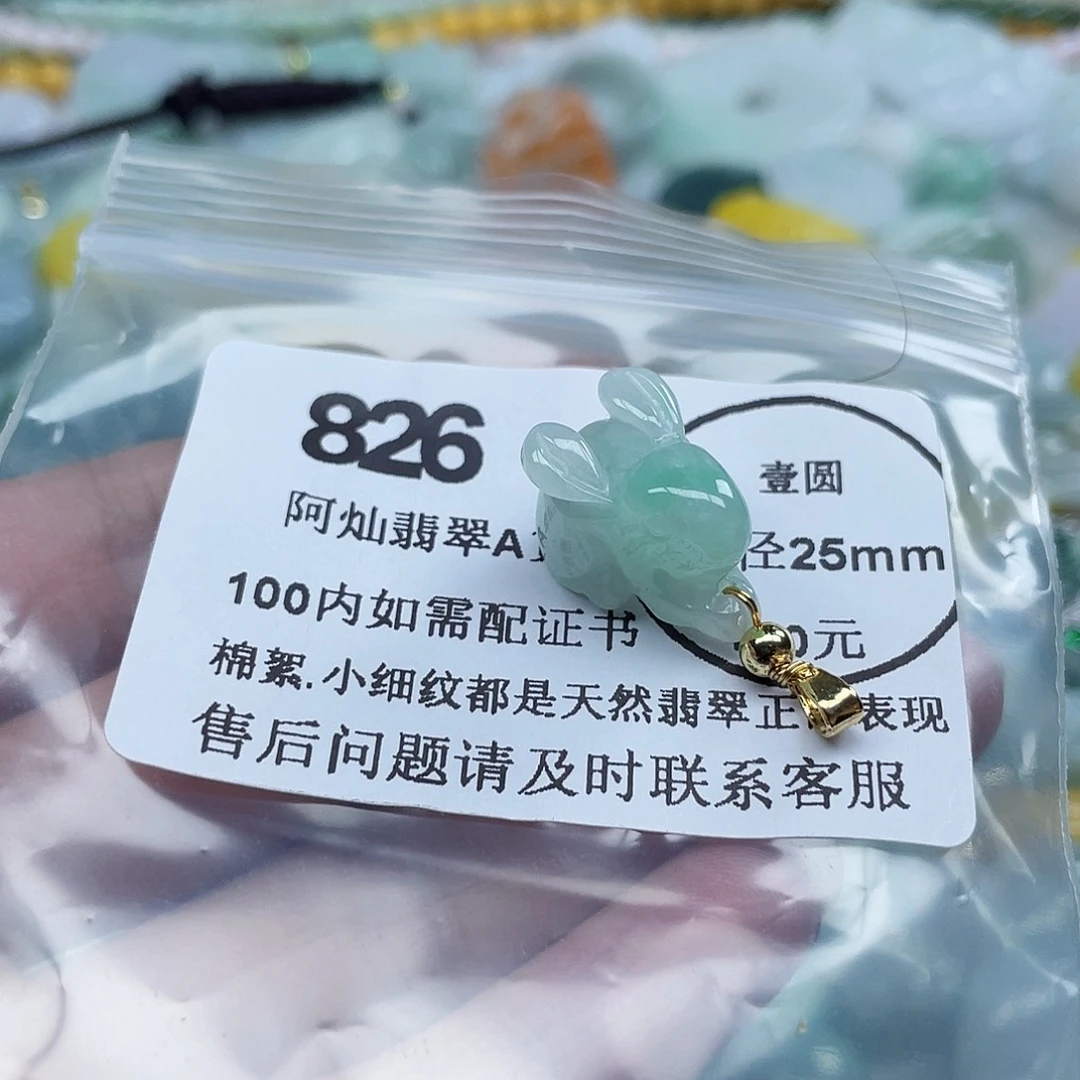 826
阿灿翡翠A
壹圆
径25mm
100内如需配证书
0元
棉絮.小细纹都是天然翡翠正 表现
售后问题请及时联系客服